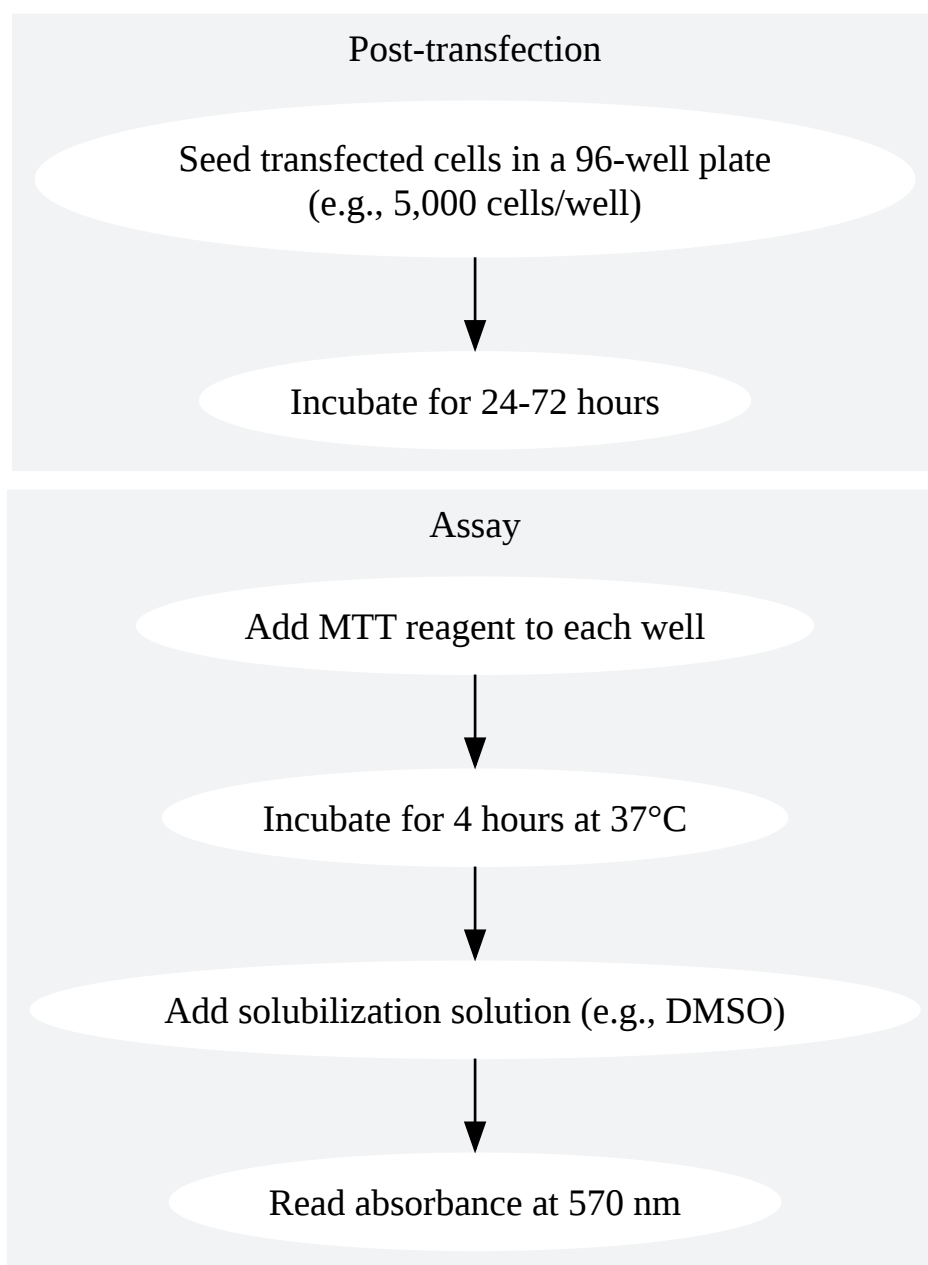 Post-transfection
Seed transfected cells in a 96-well plate
(e.g., 5,000 cells/well)
Incubate for 24-72 hours
Assay
Add MTT reagent to each well
Incubate for 4 hours at 37°C
Add solubilization solution (e.g., DMSO)
Read absorbance at 570 nm